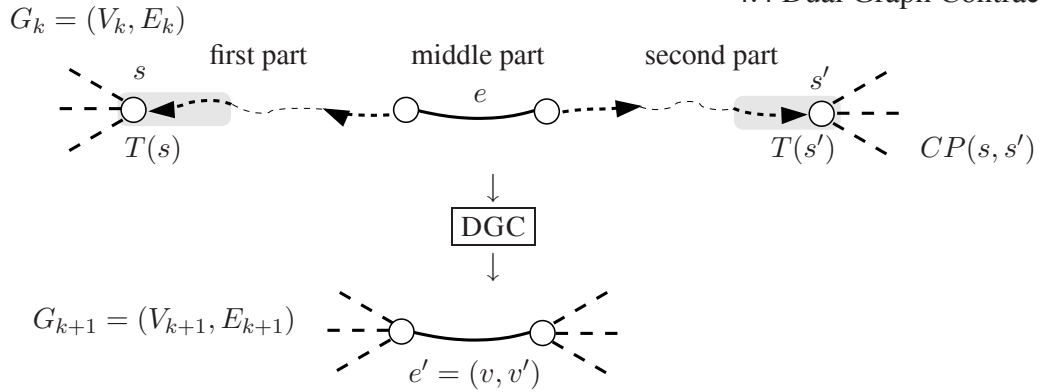 4.4 Dual Graph Contrac
G_k = (V_k, E_k)
first part middle part second part
s e s′
T(s) T(s′) CP(s, s′)
↓
DGC
↓
G_{k+1} = (V_{k+1}, E_{k+1})
e′ = (v, v′)